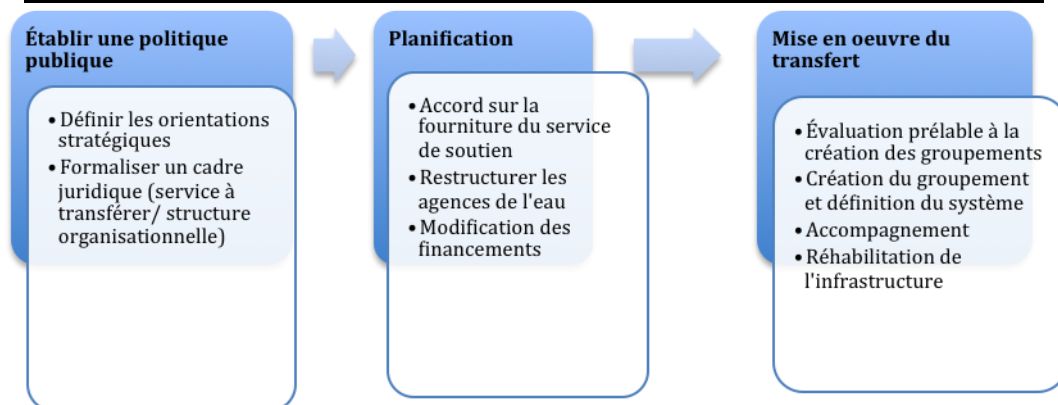 Établir une politique
publique
• Définir les orientations
stratégiques
• Formaliser un cadre
juridique (service à
transférer/ structure
organisationnelle)
Planification
• Accord sur la
fourniture du service
de soutien
• Restructurer les
agences de l'eau
• Modification des
financements
Mise en oeuvre du
transfert
• Évaluation prélable à la
création des groupements
• Création du groupement
et définition du système
• Accompagnement
• Réhabilitation de
l'infrastructure